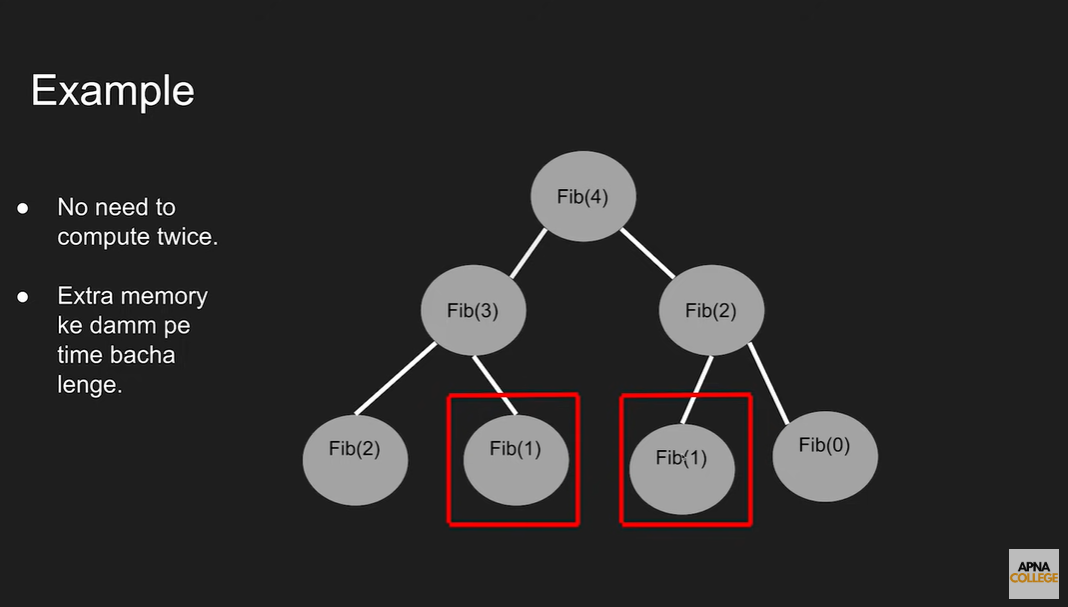 Example
● No need to
compute twice.
● Extra memory
ke damm pe
time bacha
lenge.
Fib(4)
Fib(3)
Fib(2)
Fib(2)
Fib(1)
Fib(1)
Fib(0)
APNA
COLLEGE